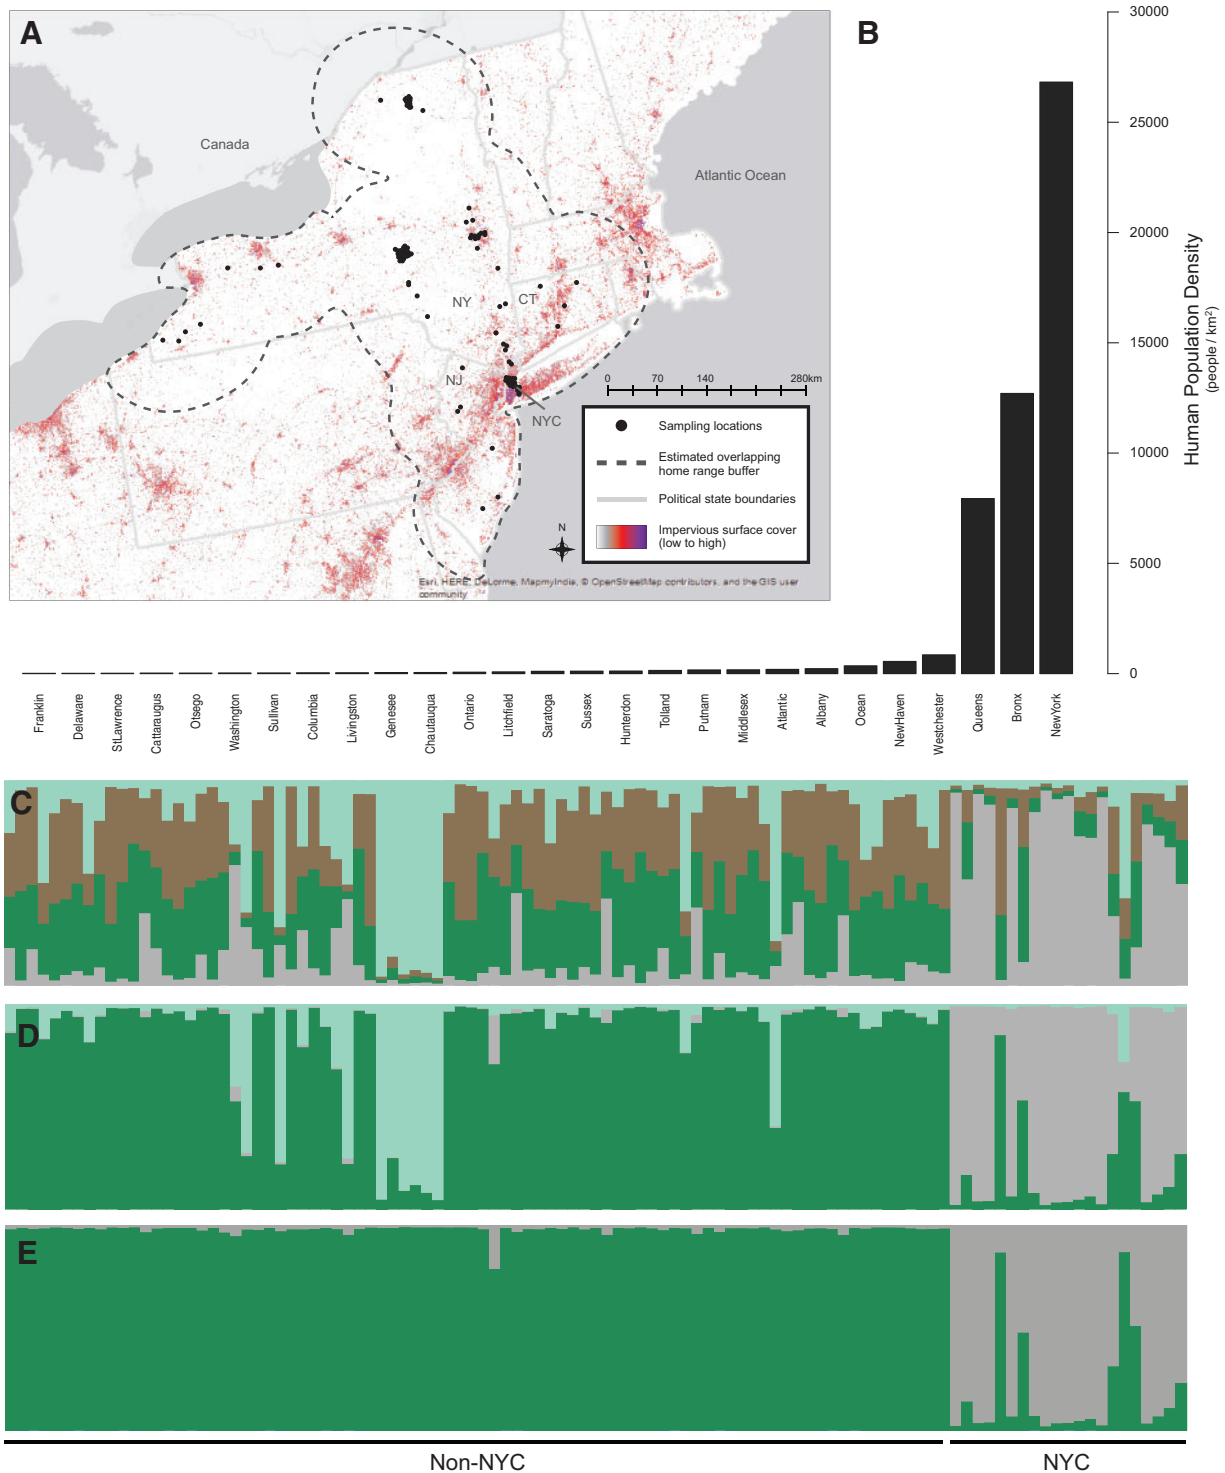 A
Canada
Atlantic Ocean
NY
CT
NJ
NYC
0 70 140 280km
Sampling locations
Estimated overlapping
home range buffer
Political state boundaries
Impervious surface cover
(low to high)
N
Esri, HERE, DeLorme, MapmyIndia, © OpenStreetMap contributors, and the GIS user
community
B
30000
25000
20000
15000
10000
5000
0
Human Population Density
(people / km²)
Franklin
Delaware
StLawrence
Cattaraugus
Otsego
Washington
Sullivan
Columbia
Livingston
Genesee
Chautauqua
Ontario
Litchfield
Saratoga
Sussex
Hunterdon
Tolland
Putnam
Middlesex
Atlantic
Albany
Ocean
NewHaven
Westchester
Queens
Bronx
NewYork
C
D
E
Non-NYC
NYC